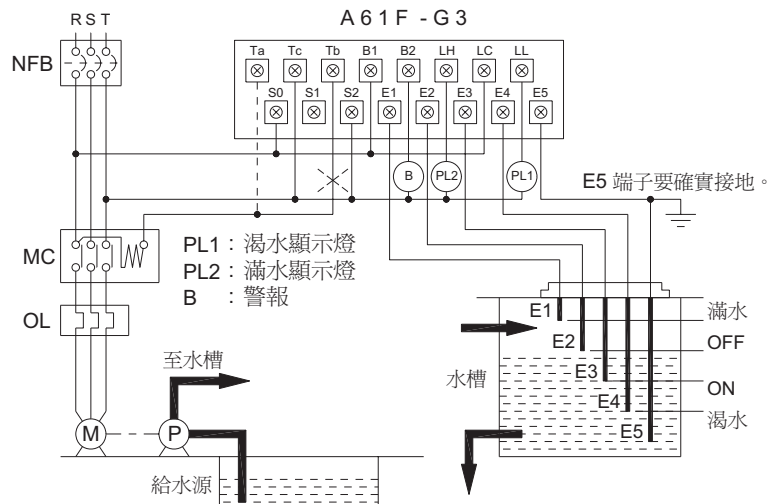 A61F-G3
R S T
NFB
Ta Tc Tb B1 B2 LH LC LL
S0 S1 S2 E1 E2 E3 E4 E5
B PL2 PL1
E5 端子要確實接地。
MC
PL1：渴水顯示燈
PL2：滿水顯示燈
B：警報
OL
E1 滿水
E2 OFF
至水槽
水槽
E3 ON
E4 渴水
E5
M P
給水源